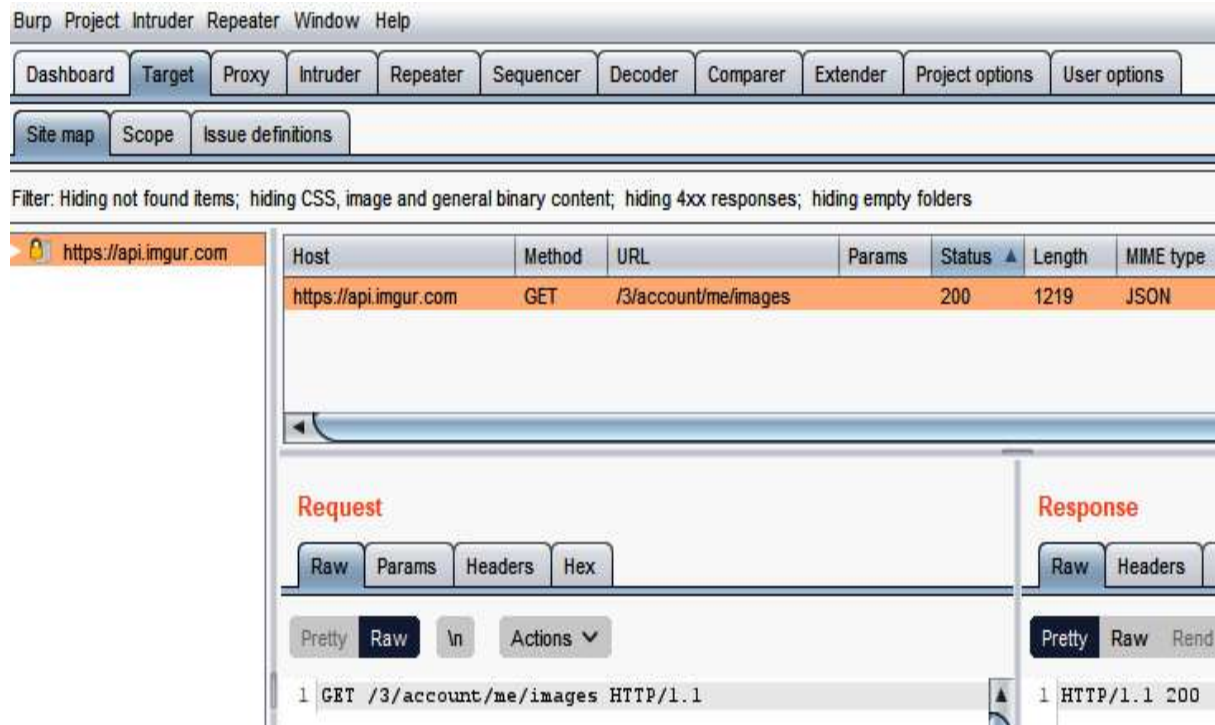 Burp Project Intruder Repeater Window Help
Dashboard Target Proxy Intruder Repeater Sequencer Decoder Comparer Extender Project options User options
Site map Scope Issue definitions
Filter: Hiding not found items; hiding CSS, image and general binary content; hiding 4xx responses; hiding empty folders
https://api.imgur.com
Host Method URL Params Status Length MIME type
https://api.imgur.com GET /3/account/me/images 200 1219 JSON
Request
Raw Params Headers Hex
Pretty Raw \n Actions
1 GET /3/account/me/images HTTP/1.1
Response
Raw Headers
Pretty Raw Rend
1 HTTP/1.1 200